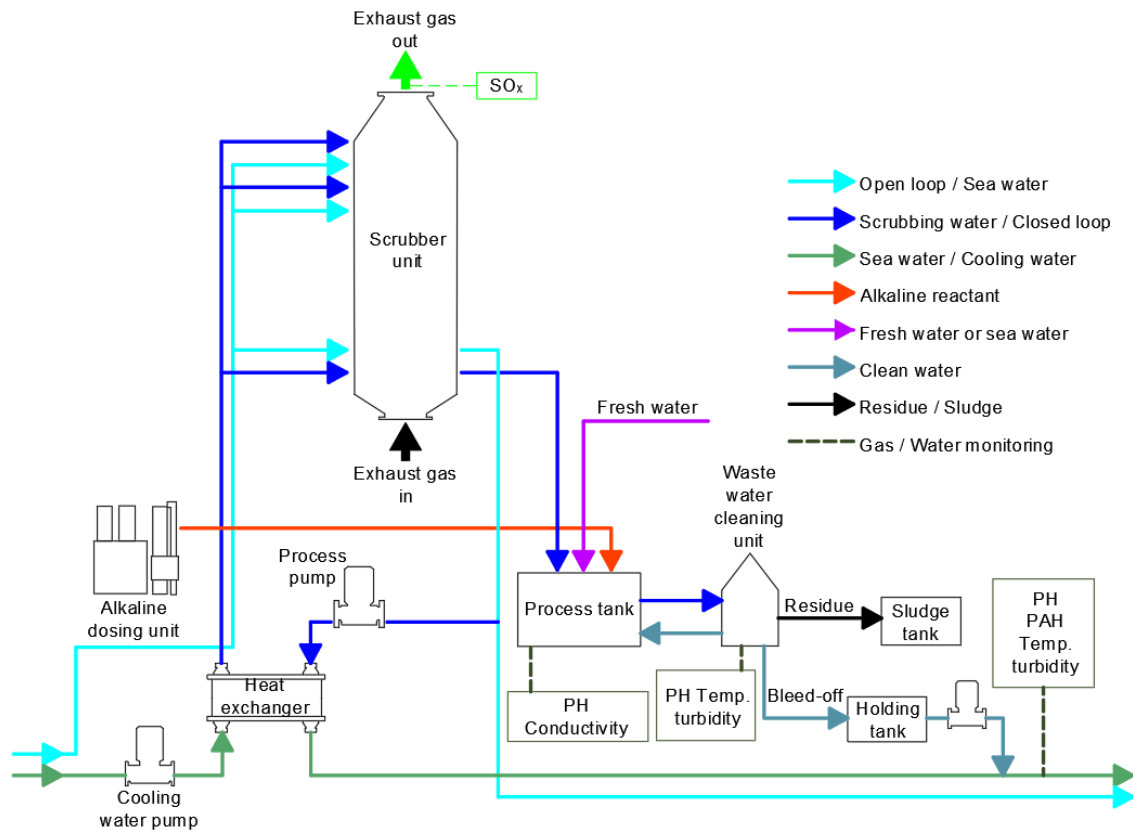 Exhaust gas
out
SOₓ
Scrubber
unit
Open loop / Sea water
Scrubbing water / Closed loop
Sea water / Cooling water
Alkaline reactant
Fresh water or sea water
Clean water
Residue / Sludge
Gas / Water monitoring
Exhaust gas
in
Fresh water
Waste
water
cleaning
unit
Alkaline
dosing unit
Process
pump
Process tank
Residue
Sludge
tank
PH
PAH
Temp.
turbidity
Heat
exchanger
PH
Conductivity
PH Temp.
turbidity
Bleed-off
Holding
tank
Cooling
water pump